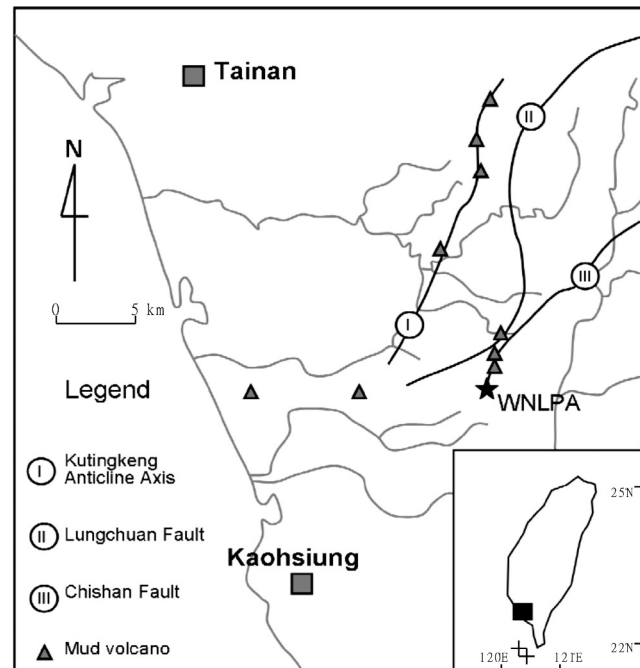 Tainan
II
N
III
0 5 km
I
Legend
WNLPA
I Kutingkeng
Anticline Axis
25N
II Lungchuan Fault
Kaohsiung
III Chishan Fault
Mud volcano
22N
120E 121E